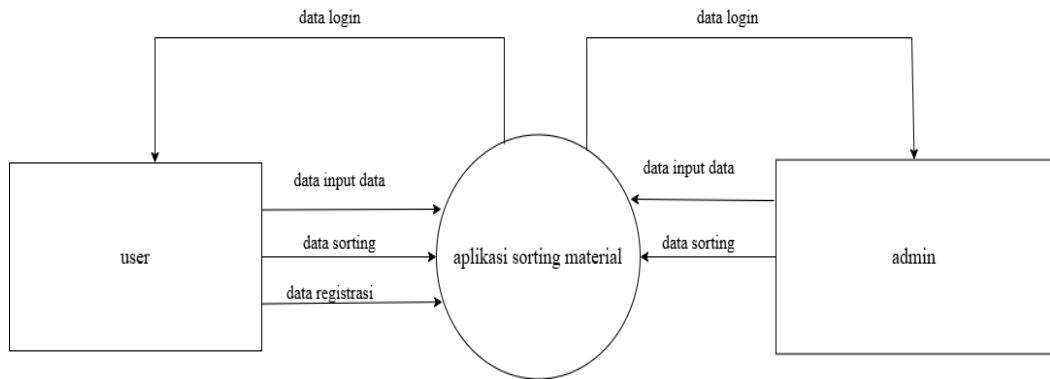 data login
data login
data input data
data input data
user
data sorting
aplikasi sorting material
data sorting
admin
data registrasi